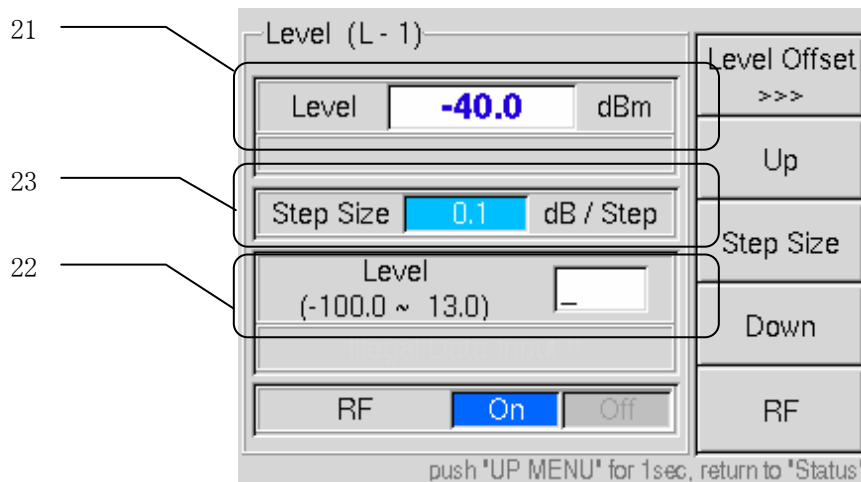 21
23
22
Level (L - 1)
Level -40.0 dBm
Step Size 0.1 dB / Step
Level
(-100.0 ~ 13.0)
_
RF On Off
Level Offset
>>>
Up
Step Size
Down
RF
push "UP MENU" for 1sec, return to "Status"